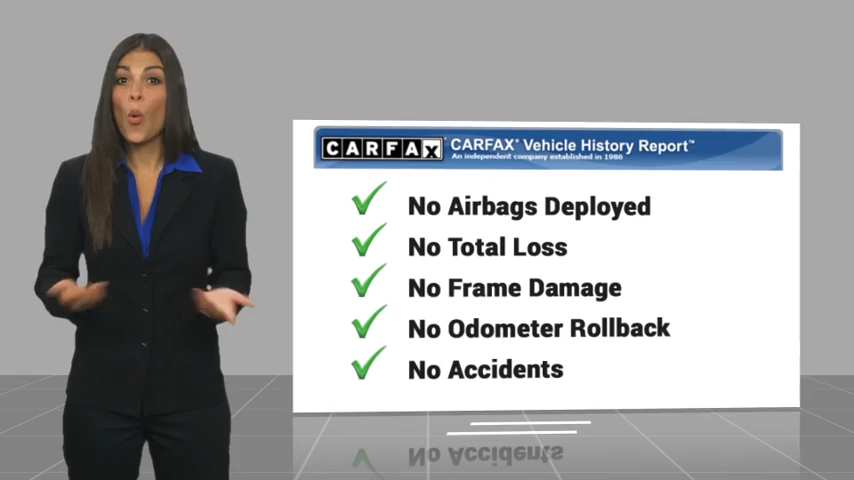 CARFAX CARFAX® Vehicle History Report™
An independent company established in 1986
No Airbags Deployed
No Total Loss
No Frame Damage
No Odometer Rollback
No Accidents
No Accidents